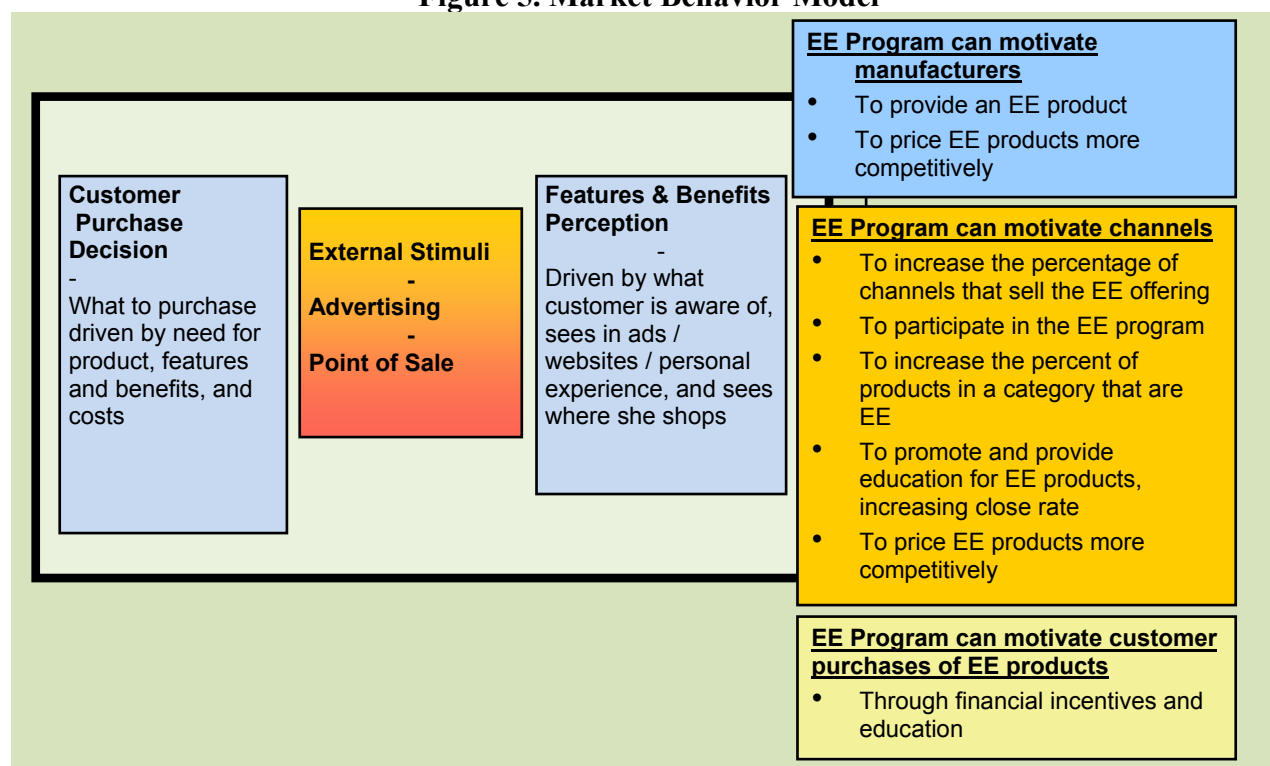 Figure 3. Market Behavior Model
Customer
Purchase
Decision
-
What to purchase
driven by need for
product, features
and benefits, and
costs
External Stimuli
-
Advertising
-
Point of Sale
Features & Benefits
Perception
-
Driven by what
customer is aware of,
sees in ads /
websites / personal
experience, and sees
where she shops
EE Program can motivate
manufacturers
• To provide an EE product
• To price EE products more
competitively
EE Program can motivate channels
• To increase the percentage of
channels that sell the EE offering
• To participate in the EE program
• To increase the percent of
products in a category that are
EE
• To promote and provide
education for EE products,
increasing close rate
• To price EE products more
competitively
EE Program can motivate customer
purchases of EE products
• Through financial incentives and
education